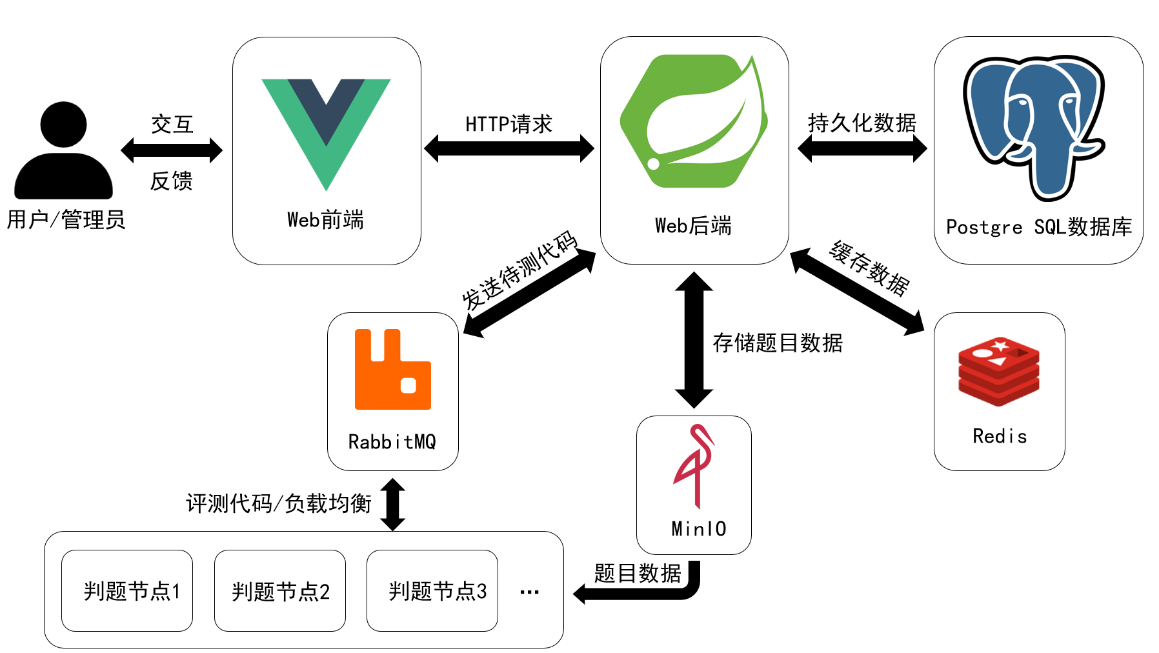 交互
反馈
用户/管理员
Web前端
HTTP请求
Web后端
持久化数据
Postgre SQL数据库
发送待测代码
缓存数据
存储题目数据
RabbitMQ
Redis
MinIO
评测代码/负载均衡
题目数据
判题节点1
判题节点2
判题节点3
...